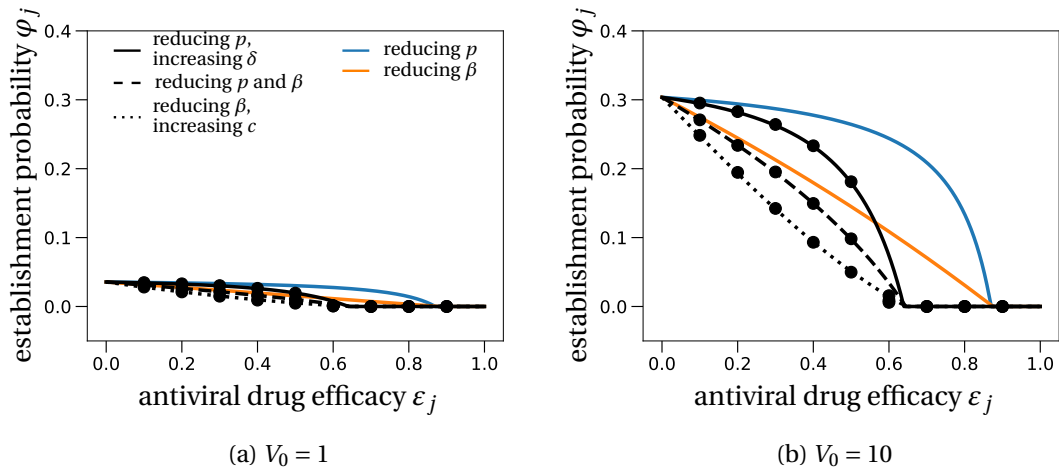 establishment probability φj
0.4
0.3
0.2
0.1
0.0
reducing p,
increasing δ
reducing p and β
reducing β,
increasing c
reducing p
reducing β
0.0 0.2 0.4 0.6 0.8 1.0
antiviral drug efficacy εj
(a) V0 = 1
establishment probability φj
0.4
0.3
0.2
0.1
0.0
0.0 0.2 0.4 0.6 0.8 1.0
antiviral drug efficacy εj
(b) V0 = 10